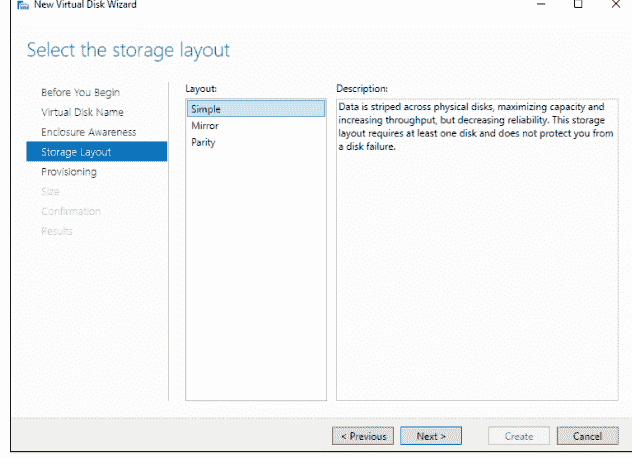 New Virtual Disk Wizard
Select the storage layout
Before You Begin
Virtual Disk Name
Enclosure Awareness
Storage Layout
Provisioning
Size
Confirmation
Results
Layout:
Simple
Mirror
Parity
Description:
Data is striped across physical disks, maximizing capacity and
increasing throughput, but decreasing reliability. This storage
layout requires at least one disk and does not protect you from
a disk failure.
< Previous
Next >
Create
Cancel